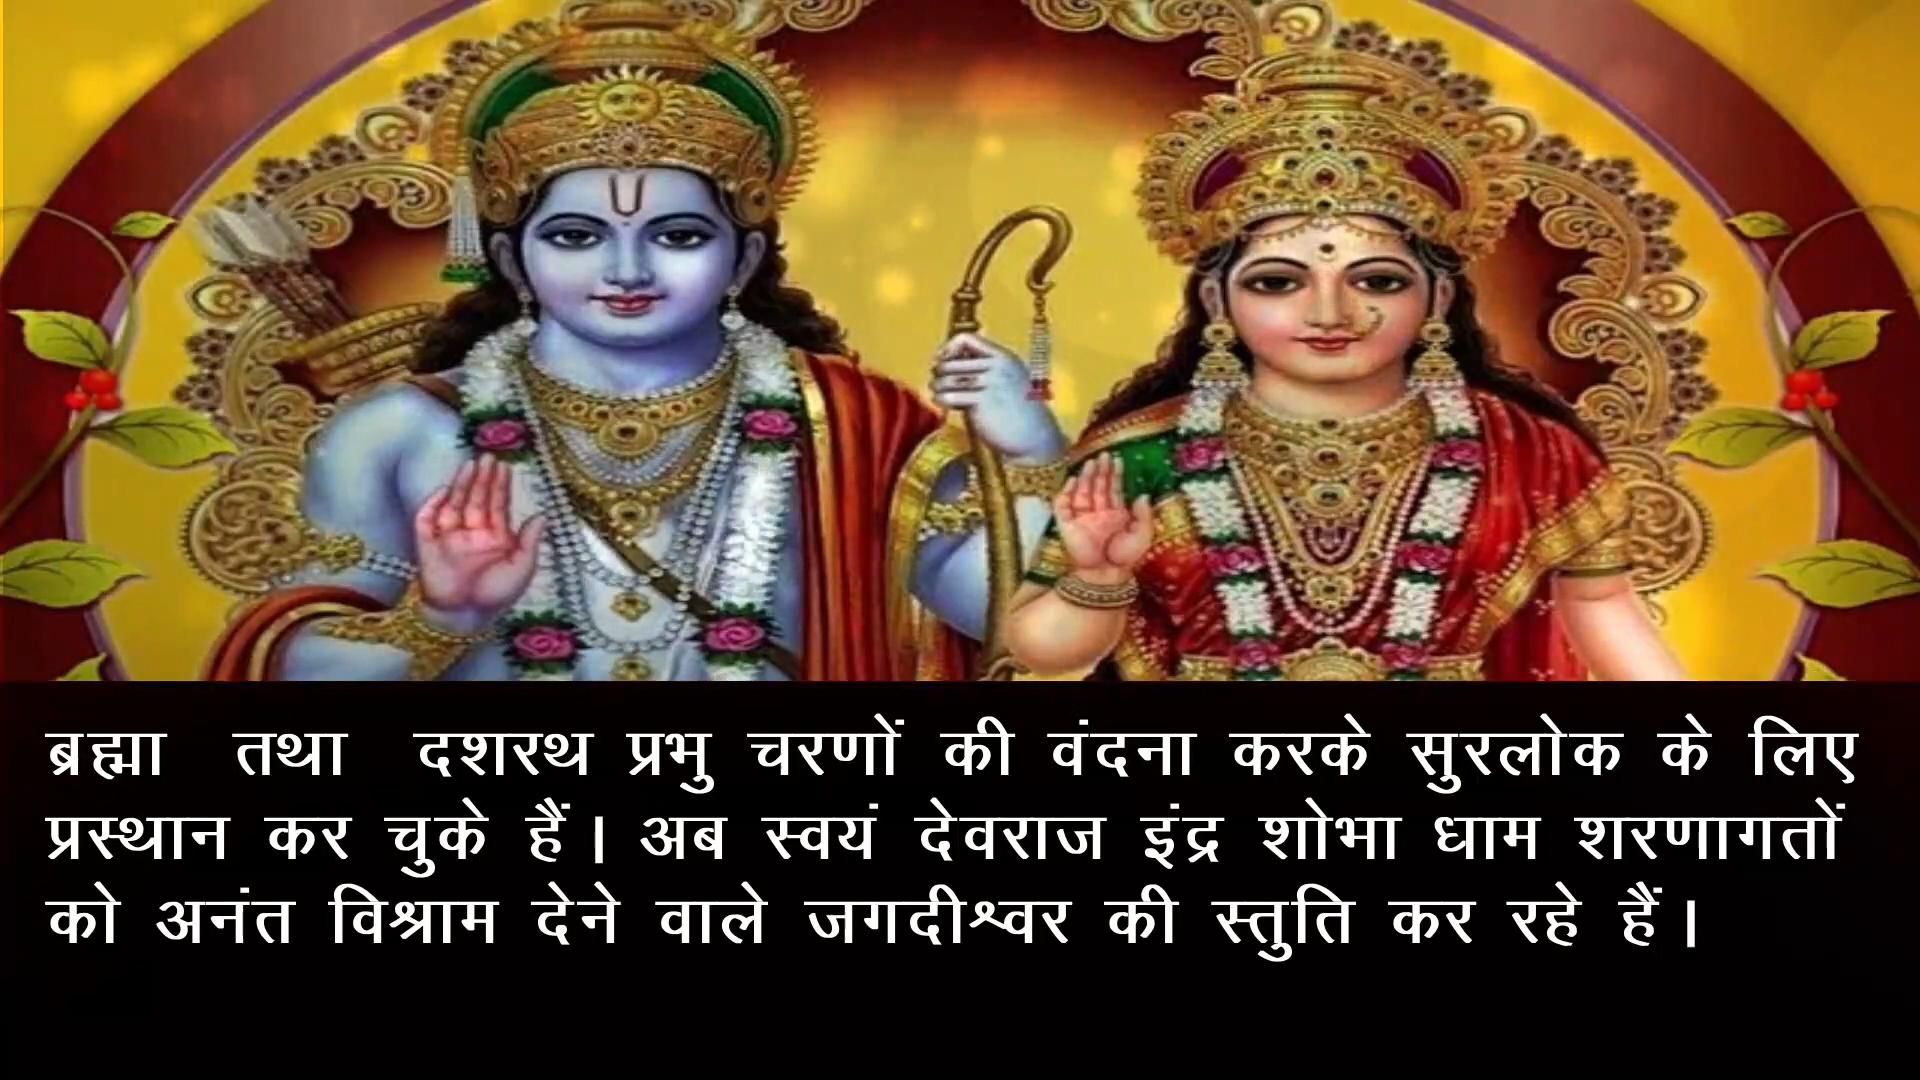 ब्रह्मा तथा दशरथ प्रभु चरणों की वंदना करके सुरलोक के लिए
प्रस्थान कर चुके हैं। अब स्वयं देवराज इंद्र शोभा धाम शरणागतों
को अनंत विश्राम देने वाले जगदीश्वर की स्तुति कर रहे हैं।